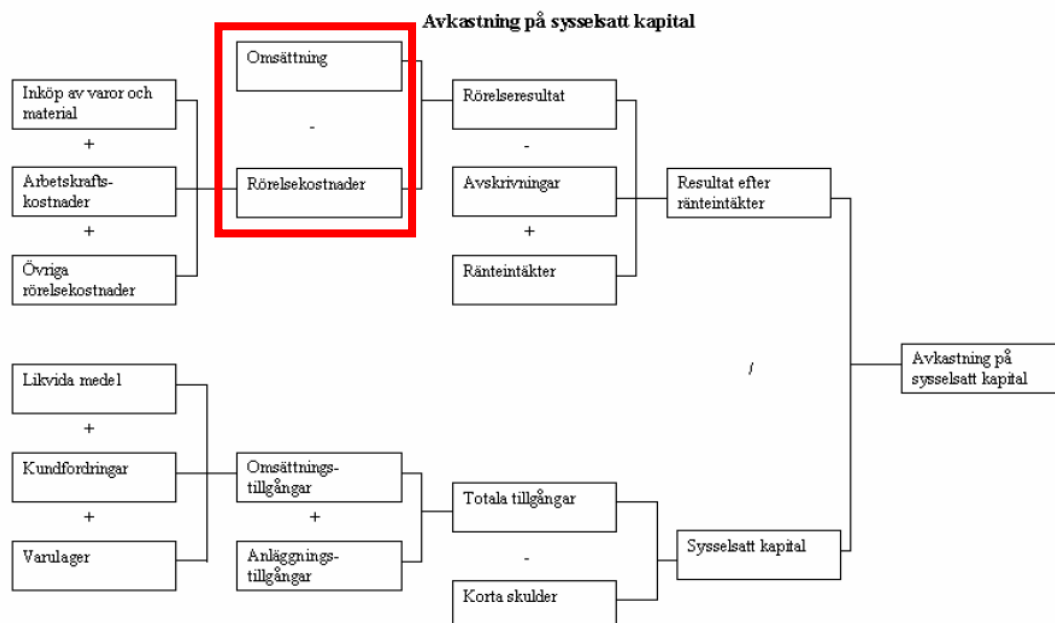 Avkastning på sysselsatt kapital
Omsättning
-
Rörelsekostnader
Inköp av varor och
material
+
Arbetskrafts-
kostnader
+
Övriga
rörelsekostnader
Rörelseresultat
-
Avskrivningar
+
Ränteintäkter
Resultat efter
ränteintäkter
/
Avkastning på
sysselsatt kapital
Likvida medel
+
Kundfordringar
+
Varulager
Omsättnings-
tillgångar
+
Anläggnings-
tillgångar
Totala tillgångar
-
Korta skulder
Sysselsatt kapital